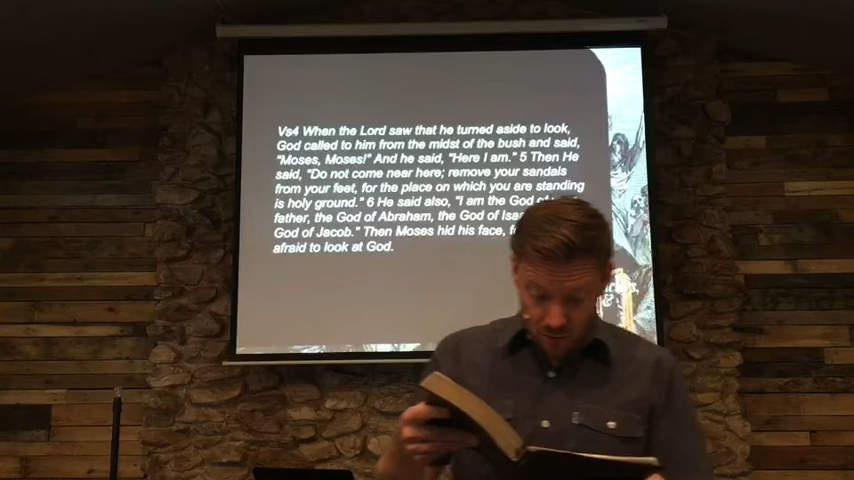 Vs4 When the Lord saw that he turned aside to look,
God called to him from the midst of the bush and said,
"Moses, Moses!" And he said, "Here I am." 5 Then He
said, "Do not come near here; remove your sandals
from your feet, for the place on which you are standing
is holy ground." 6 He said also, "I am the God of
father, the God of Abraham, the God of Isaac
God of Jacob." Then Moses hid his face, f
afraid to look at God.